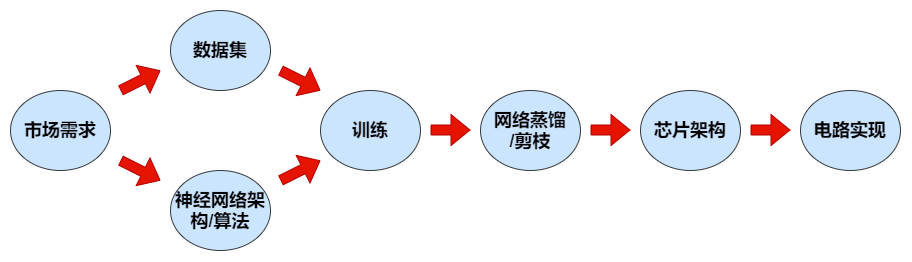 市场需求
数据集
神经网络架
构/算法
训练
网络蒸馏
/剪枝
芯片架构
电路实现